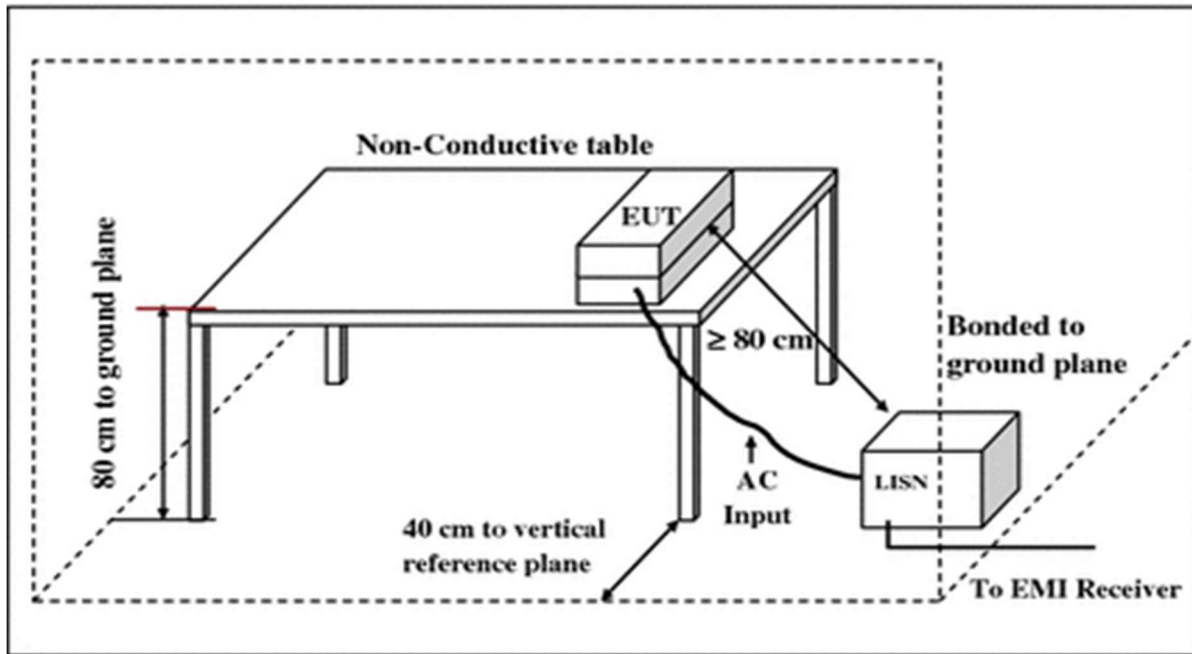 Non-Conductive table
EUT
80 cm to ground plane
≥ 80 cm
Bonded to
ground plane
AC
Input
LISN
40 cm to vertical
reference plane
To EMI Receiver